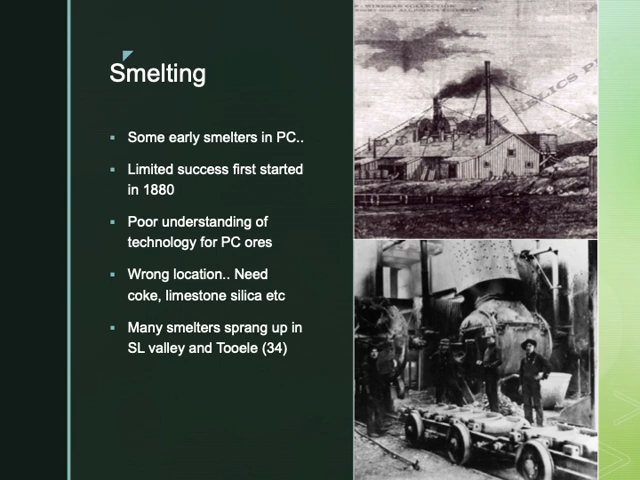 Smelting
Some early smelters in PC..
Limited success first started
in 1880
Poor understanding of
technology for PC ores
Wrong location.. Need
coke, limestone silica etc
Many smelters sprang up in
SL valley and Tooele (34)